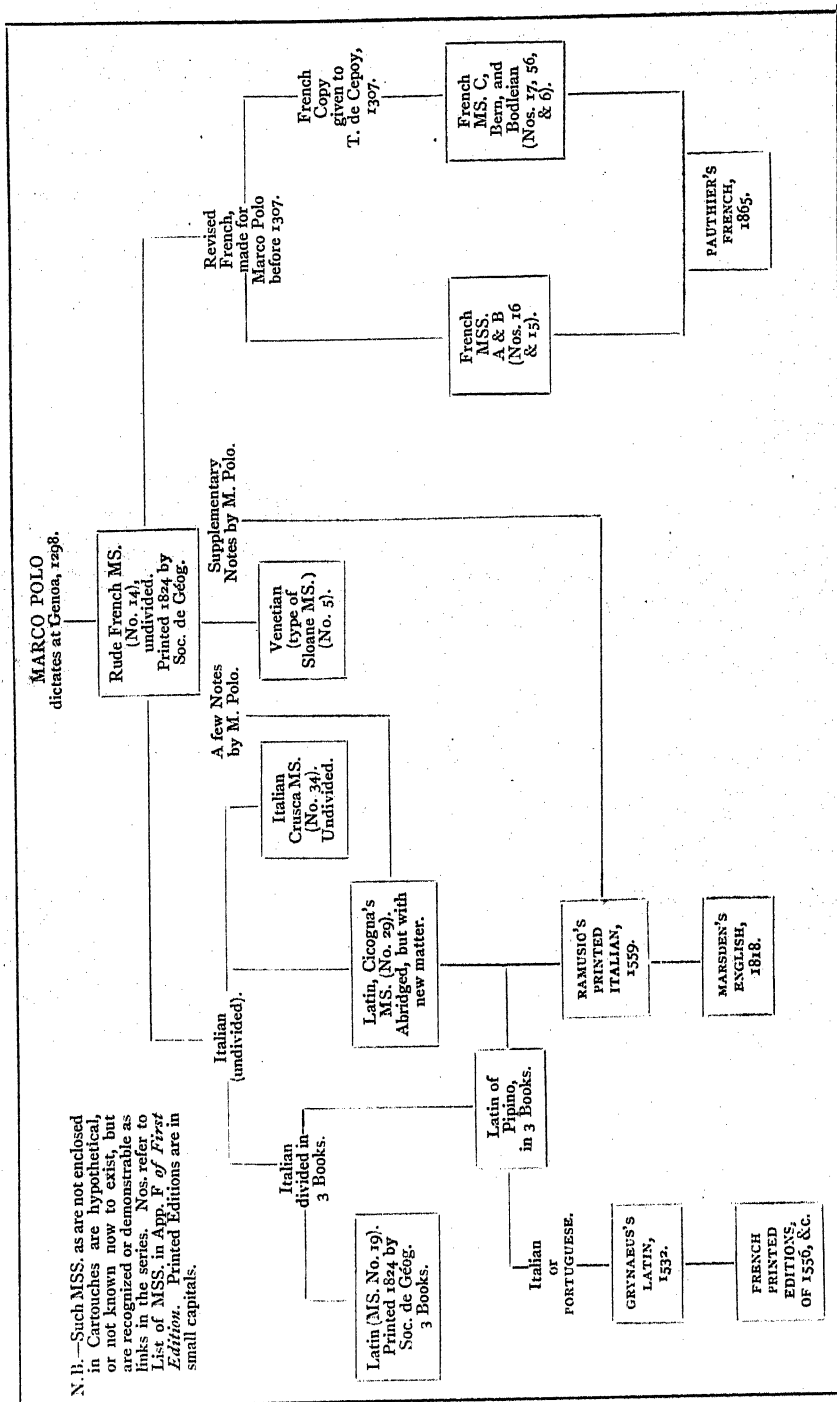 MARCO POLO
dictates at Genoa, 1298.
N.B.—Such MSS. as are not enclosed
in Cartouches are hypothetical,
or not known now to exist, but
are recognized or demonstrable as
links in the series. Nos. refer to
List of MSS. in App. F of First
Edition. Printed Editions are in
small capitals.
Rude French MS.
(No. 14),
undivided.
Printed 1824 by
Soc. de Géog.
Italian
(undivided).
A few Notes
by M. Polo.
Supplementary
Notes by M. Polo.
Revised
French,
made for
Marco Polo
before 1307.
Italian
divided in
3 Books.
Italian
Crusca MS.
(No. 34).
Undivided.
Venetian
(type of
Sloane MS.)
(No. 5).
French
Copy
given to
T. de Cepoy,
1307.
Latin (MS. No. 19).
Printed 1824 by
Soc. de Géog.
3 Books.
Latin, Cicogna's
MS. (No. 29).
Abridged, but with
new matter.
French
MSS.
A & B
(Nos. 16
& 15).
French
MS. C,
Bern, and
Bodleian
(Nos. 17, 56,
& 6).
Latin of
Pipino,
in 3 Books.
Italian
or
PORTUGUESE.
RAMUSIO'S
PRINTED
ITALIAN,
1559.
PAUTHIER'S
FRENCH,
1865.
GRYNAEUS'S
LATIN,
1532.
MARSDEN'S
ENGLISH,
1818.
FRENCH
PRINTED
EDITIONS,
OF 1556, &c.